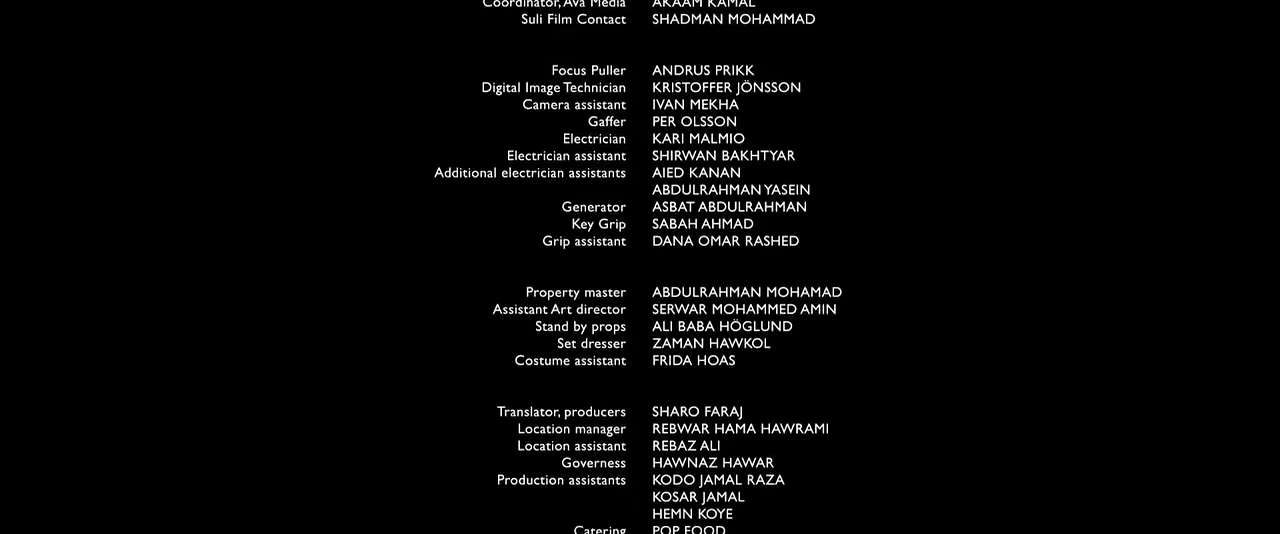 Coordinator, Ava Media AKAAM KAMAL
Suli Film Contact SHADMAN MOHAMMAD
Focus Puller ANDRUS PRIKK
Digital Image Technician KRISTOFFER JÖNSSON
Camera assistant IVAN MEKHA
Gaffer PER OLSSON
Electrician KARI MALMIO
Electrician assistant SHIRWAN BAKHTYAR
Additional electrician assistants AIED KANAN
ABDULRAHMAN YASEIN
Generator ASBAT ABDULRAHMAN
Key Grip SABAH AHMAD
Grip assistant DANA OMAR RASHED
Property master ABDULRAHMAN MOHAMAD
Assistant Art director SERWAR MOHAMMED AMIN
Stand by props ALI BABA HÖGLUND
Set dresser ZAMAN HAWKOL
Costume assistant FRIDA HOAS
Translator, producers SHARO FARAJ
Location manager REBWAR HAMA HAWRAMI
Location assistant REBAZ ALI
Governess HAWNAZ HAWAR
Production assistants KODO JAMAL RAZA
KOSAR JAMAL
HEMN KOYE
Catering POP FOOD